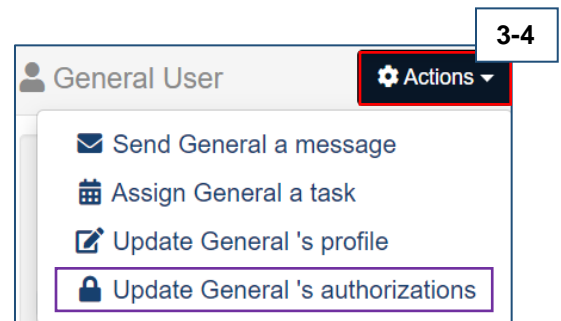 3-4
General User
Actions
Send General a message
Assign General a task
Update General 's profile
Update General 's authorizations